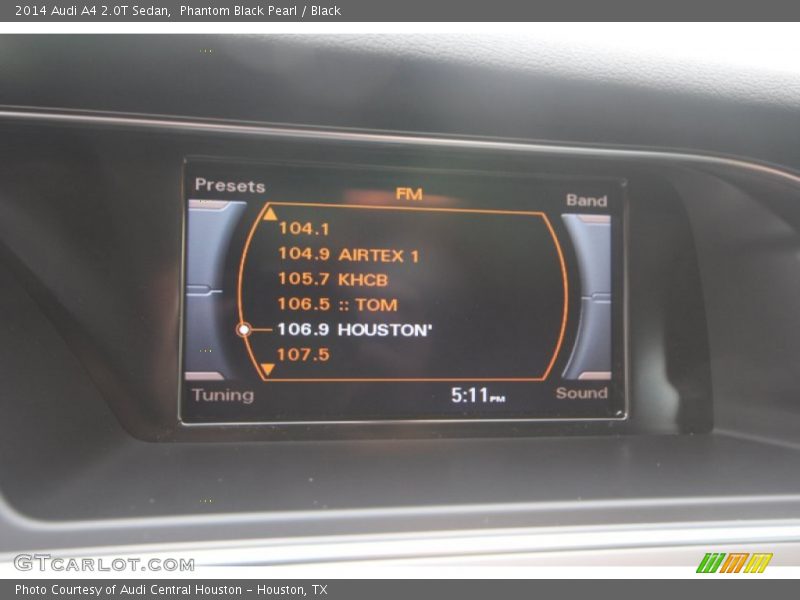 2014 Audi A4 2.0T Sedan,  Phantom Black Pearl / Black
Presets
FM
Band
104.1
104.9 AIRTEX 1
105.7 KHCB
106.5 :: TOM
106.9 HOUSTON'
107.5
Tuning
5:11 PM
Sound
GTCARLOT.COM
Photo Courtesy of Audi Central Houston - Houston, TX